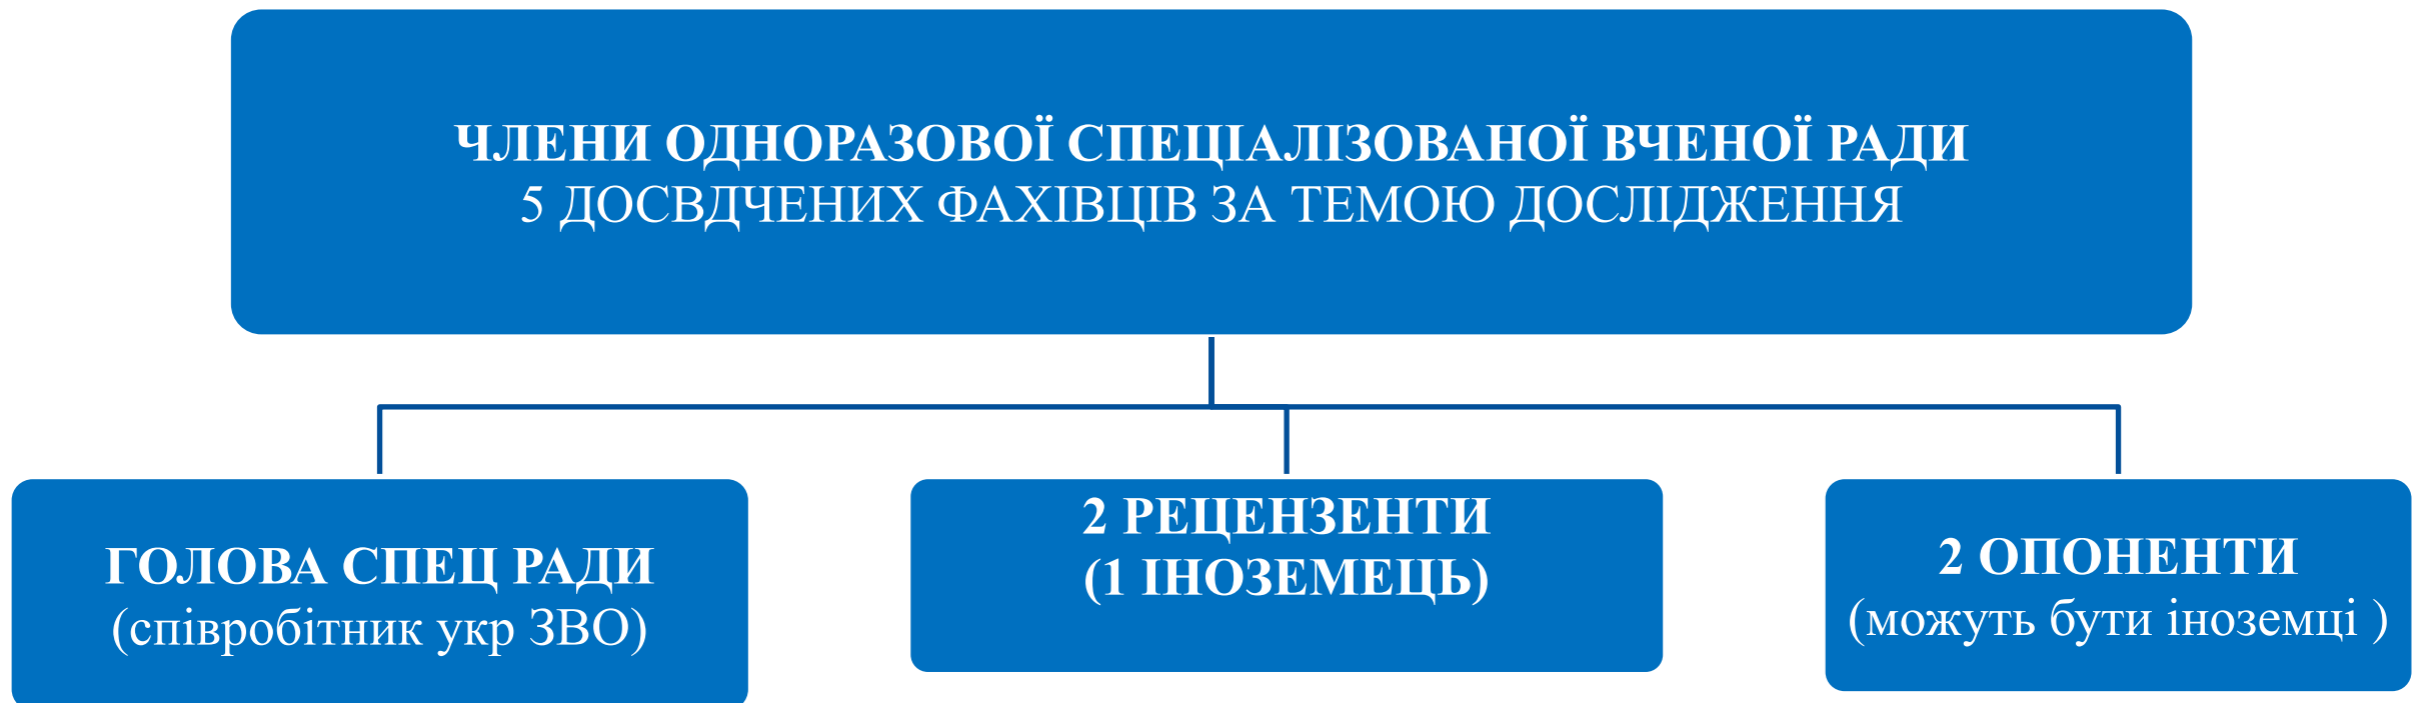 ЧЛЕНИ ОДНОРАЗОВОЇ СПЕЦІАЛІЗОВАНОЇ ВЧЕНОЇ РАДИ
5 ДОСВДЧЕНИХ ФАХІВЦІВ ЗА ТЕМОЮ ДОСЛІДЖЕННЯ
ГОЛОВА СПЕЦ РАДИ
(співробітник укр ЗВО)
2 РЕЦЕНЗЕНТИ
(1 ІНОЗЕМЕЦЬ)
2 ОПОНЕНТИ
(можуть бути іноземці )